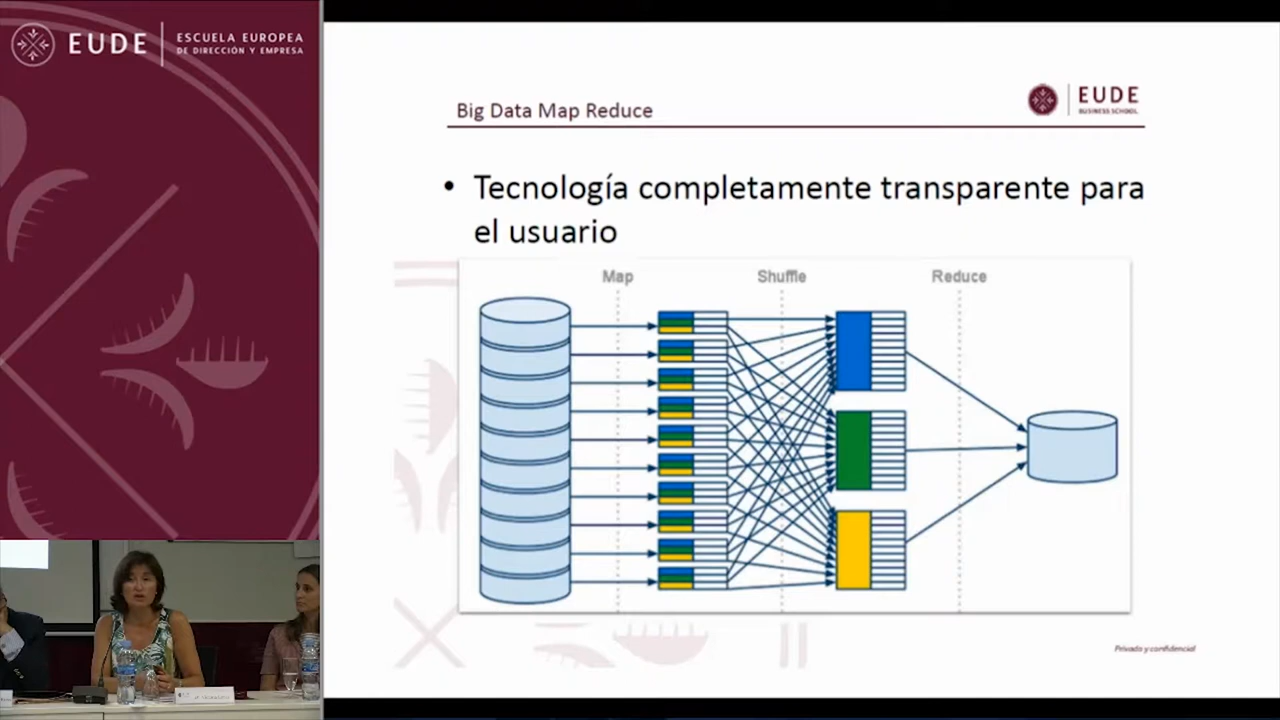 EUDE
ESCUELA EUROPEA
DE DIRECCIÓN Y EMPRESA
Big Data Map Reduce
EUDE
BUSINESS SCHOOL
• Tecnología completamente transparente para
el usuario
Map
Shuffle
Reduce
Privado y confidencial